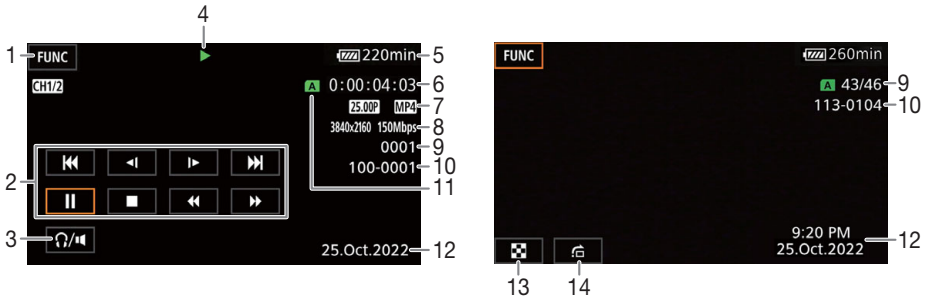 4
1 FUNC 220min 5
CH1/2 A 0:00:04:03 6
25.00P MP4 7
3840x2160 150Mbps 8
0001 9
2 100-0001 10
11
3
25.Oct.2022 12
FUNC 260min
A 43/46 9
113-0104 10
9:20 PM
25.Oct.2022 12
13 14